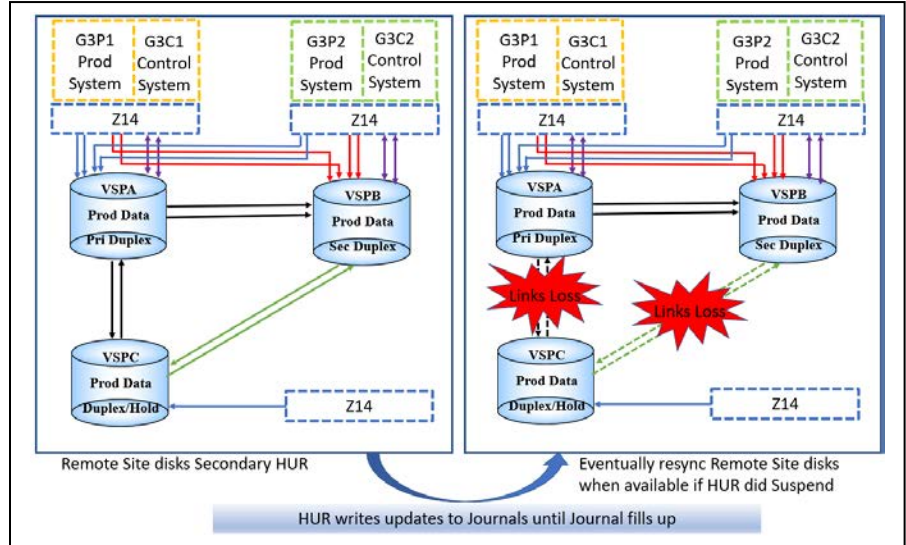 G3P1
Prod
System
G3C1
Control
System
G3P2
Prod
System
G3C2
Control
System
Z14
Z14
VSPA
Prod Data
Pri Duplex
VSPB
Prod Data
Sec Duplex
VSPC
Prod Data
Duplex/Hold
Z14
Remote Site disks Secondary HUR
G3P1
Prod
System
G3C1
Control
System
G3P2
Prod
System
G3C2
Control
System
Z14
Z14
VSPA
Prod Data
Pri Duplex
VSPB
Prod Data
Sec Duplex
Links Loss
Links Loss
VSPC
Prod Data
Duplex/Hold
Z14
Eventually resync Remote Site disks
when available if HUR did Suspend
HUR writes updates to Journals until Journal fills up